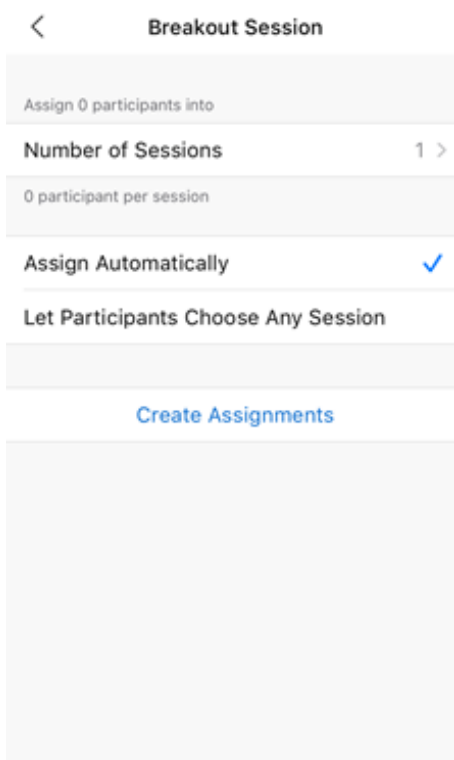 Breakout Session
Assign 0 participants into
Number of Sessions 1
0 participant per session
Assign Automatically
Let Participants Choose Any Session
Create Assignments